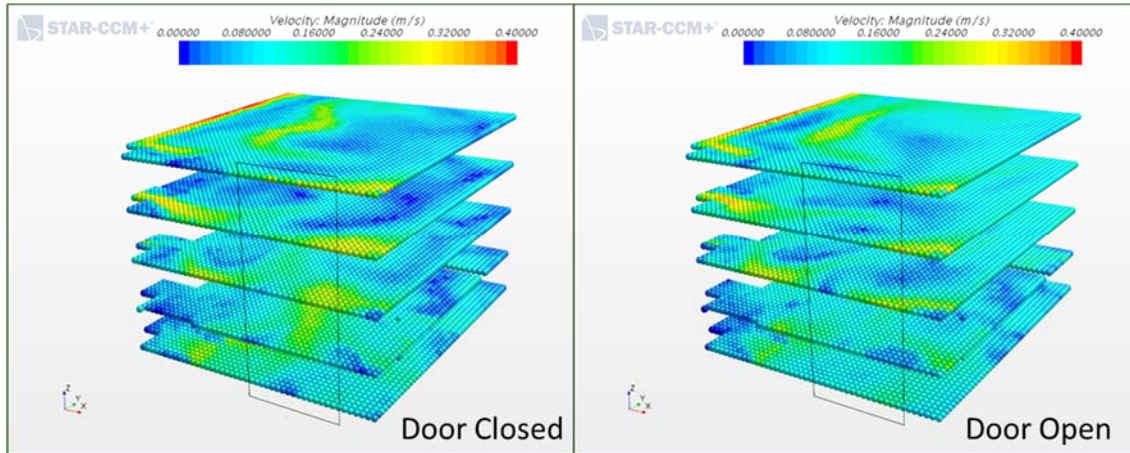 STAR-CCM+
Velocity: Magnitude (m/s)
0.00000 0.080000 0.16000 0.24000 0.32000 0.40000
Z
Y
X
Door Closed
STAR-CCM+
Velocity: Magnitude (m/s)
0.00000 0.080000 0.16000 0.24000 0.32000 0.40000
Z
Y
X
Door Open